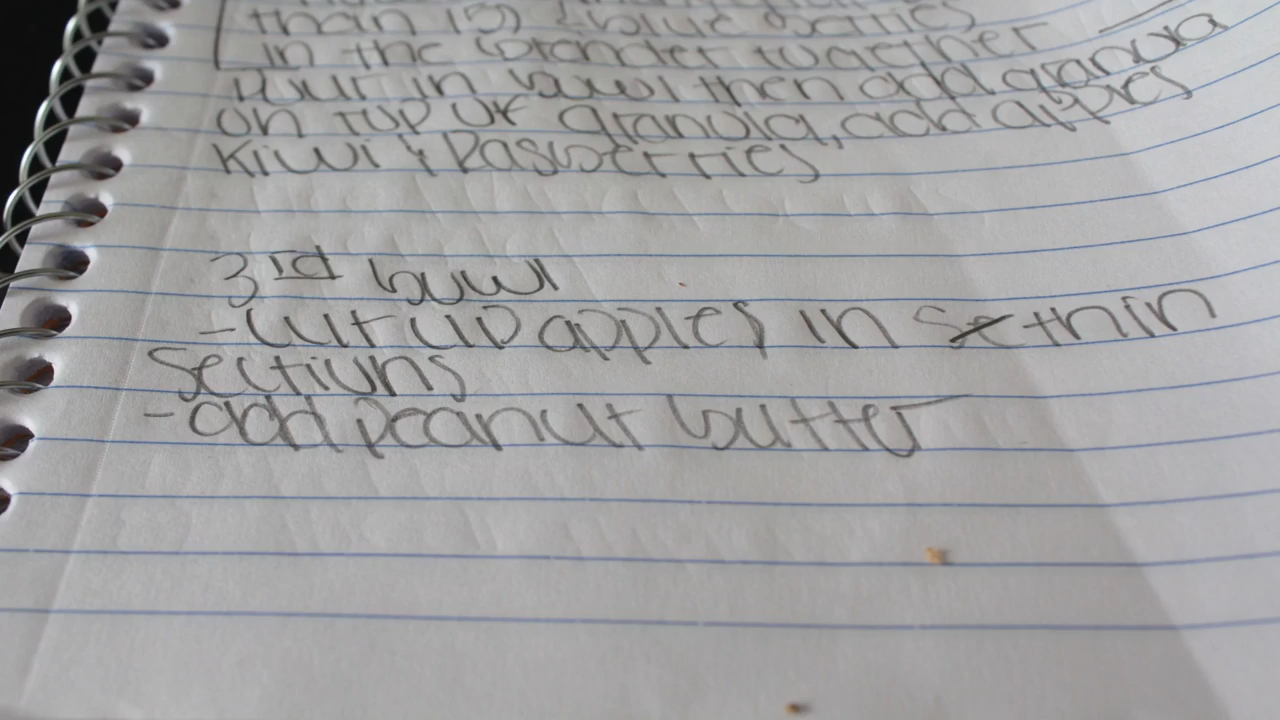 than 15) & blue berries
in the blender together
Pour in bowl then add granola
on top of granola, add apples
Kiwi & Rasberries
3rd bowl
- Cut up apples in thin
sections
- add peanut butter